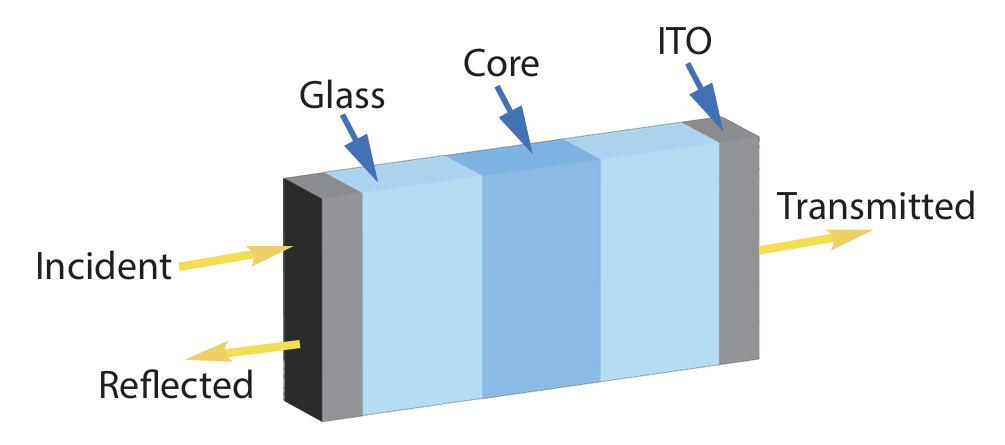 ITO
Core
Glass
Transmitted
Incident
Reflected